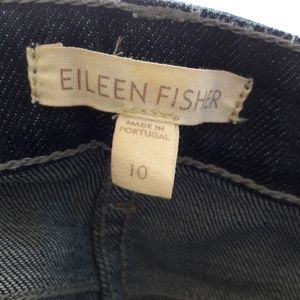 EILEEN FISHER
MADE IN
PORTUGAL
10